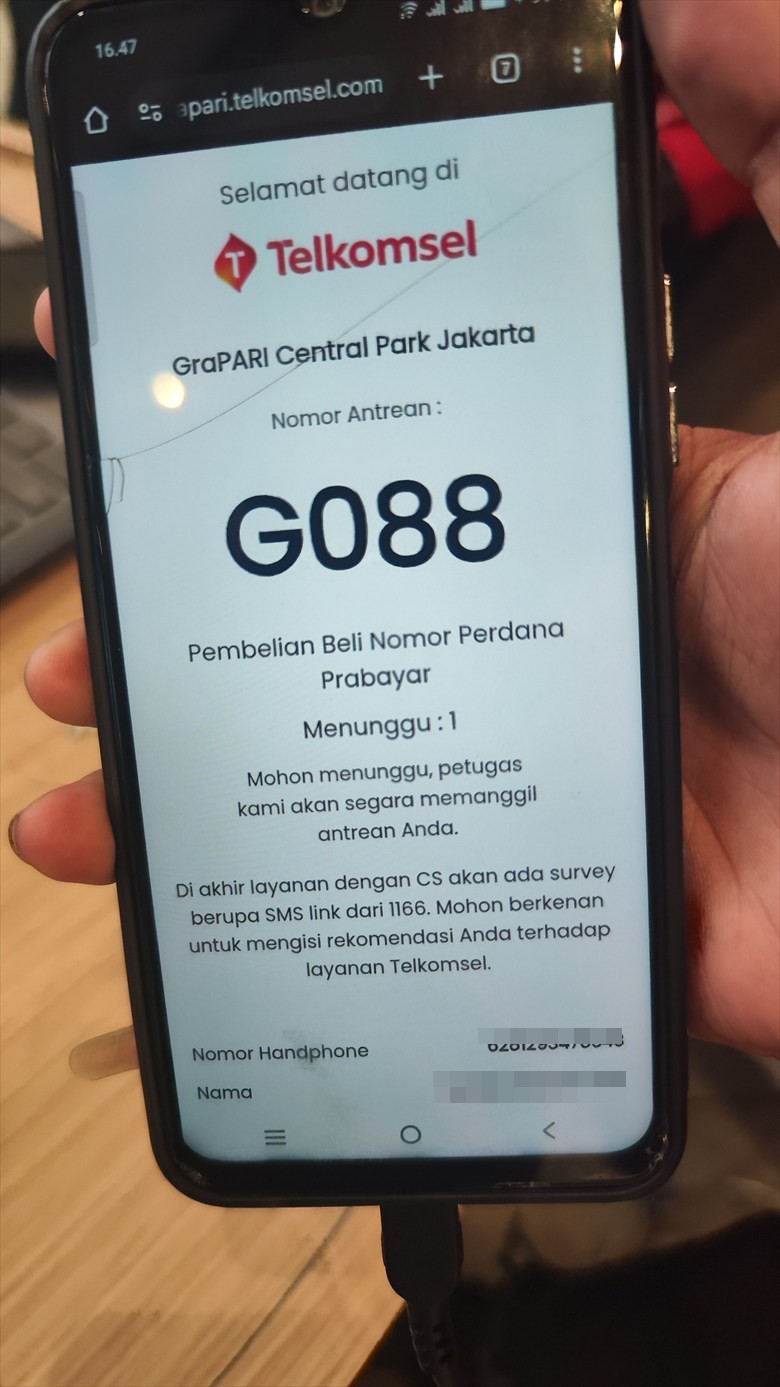 16.47
apari.telkomsel.com
7
Selamat datang di
Telkomsel
GraPARI Central Park Jakarta
Nomor Antrean :
G088
Pembelian Beli Nomor Perdana
Prabayar
Menunggu : 1
Mohon menunggu, petugas
kami akan segara memanggil
antrean Anda.
Di akhir layanan dengan CS akan ada survey
berupa SMS link dari 1166. Mohon berkenan
untuk mengisi rekomendasi Anda terhadap
layanan Telkomsel.
Nomor Handphone
Nama